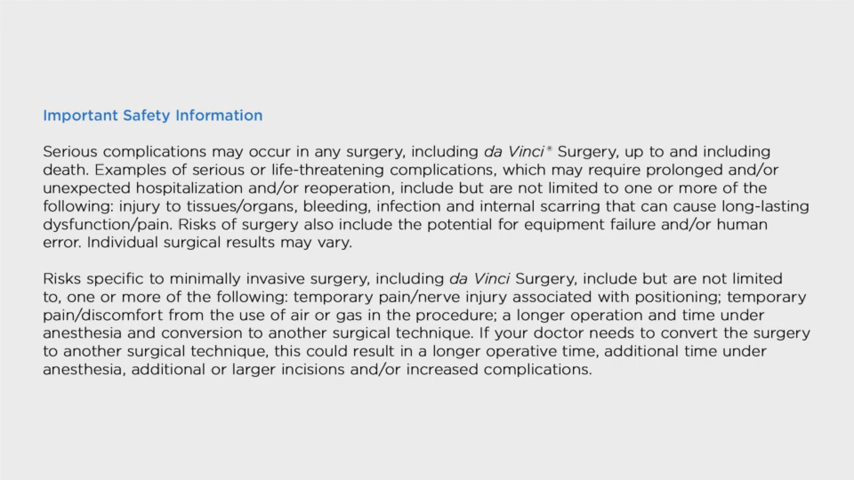 Important Safety Information
Serious complications may occur in any surgery, including da Vinci® Surgery, up to and including
death. Examples of serious or life-threatening complications, which may require prolonged and/or
unexpected hospitalization and/or reoperation, include but are not limited to one or more of the
following: injury to tissues/organs, bleeding, infection and internal scarring that can cause long-lasting
dysfunction/pain. Risks of surgery also include the potential for equipment failure and/or human
error. Individual surgical results may vary.
Risks specific to minimally invasive surgery, including da Vinci Surgery, include but are not limited
to, one or more of the following: temporary pain/nerve injury associated with positioning; temporary
pain/discomfort from the use of air or gas in the procedure; a longer operation and time under
anesthesia and conversion to another surgical technique. If your doctor needs to convert the surgery
to another surgical technique, this could result in a longer operative time, additional time under
anesthesia, additional or larger incisions and/or increased complications.